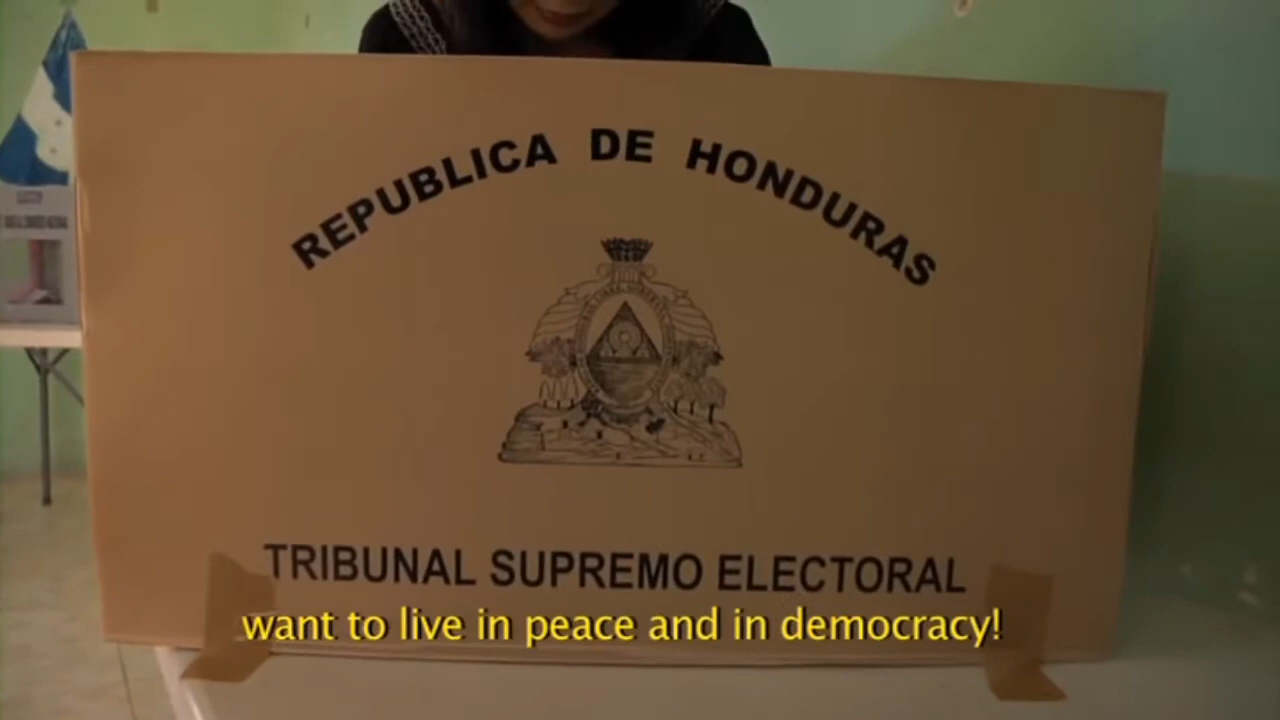 REPUBLICA DE HONDURAS
TRIBUNAL SUPREMO ELECTORAL
want to live in peace and in democracy!